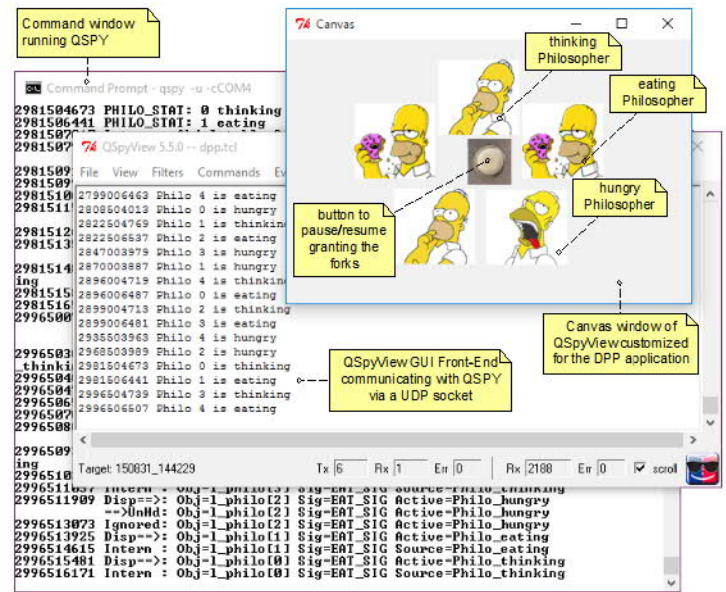 Command window
running QSPY
Canvas
thinking
Philosopher
eating
Philosopher
hungry
Philosopher
button to
pause/resume
granting the
forks
Canvas window of
QSpyView customized
for the DPP application
Command Prompt - qspy -u -cCOM4
2981504673 PHILO_STAT: 0 thinking
2981506441 PHILO_STAT: 1 eating
QSpyView 5.5.0 -- dpp.tcl
File View Filters Commands Ev
2799006463 Philo 4 is eating
2808504013 Philo 0 is hungry
2822504769 Philo 1 is thinking
2822506537 Philo 2 is eating
2847003979 Philo 3 is hungry
2870003887 Philo 1 is hungry
2896004719 Philo 4 is thinking
2896006487 Philo 0 is eating
2899004713 Philo 2 is thinking
2899006481 Philo 3 is eating
2935503963 Philo 4 is hungry
2968503989 Philo 2 is hungry
2981504673 Philo 0 is thinking
2981506441 Philo 1 is eating
2996504739 Philo 3 is thinking
2996506507 Philo 4 is eating
QSpyView GUI Front-End
communicating with QSPY
via a UDP socket
Target: 150831_144229 Tx 6 Rx 1 Err 0 Rx 2188 Err 0 scroll
2996511037 Intern : Obj=l_philo[3] Sig=EAT_SIG Source=Philo_thinking
2996511909 Disp==>: Obj=l_philo[2] Sig=EAT_SIG Active=Philo_hungry
-->UnHd: Obj=l_philo[2] Sig=EAT_SIG Active=Philo_hungry
2996513073 Ignored: Obj=l_philo[2] Sig=EAT_SIG Active=Philo_hungry
2996513925 Disp==>: Obj=l_philo[1] Sig=EAT_SIG Active=Philo_eating
2996514615 Intern : Obj=l_philo[1] Sig=EAT_SIG Source=Philo_eating
2996515481 Disp==>: Obj=l_philo[0] Sig=EAT_SIG Active=Philo_thinking
2996516171 Intern : Obj=l_philo[0] Sig=EAT_SIG Source=Philo_thinking